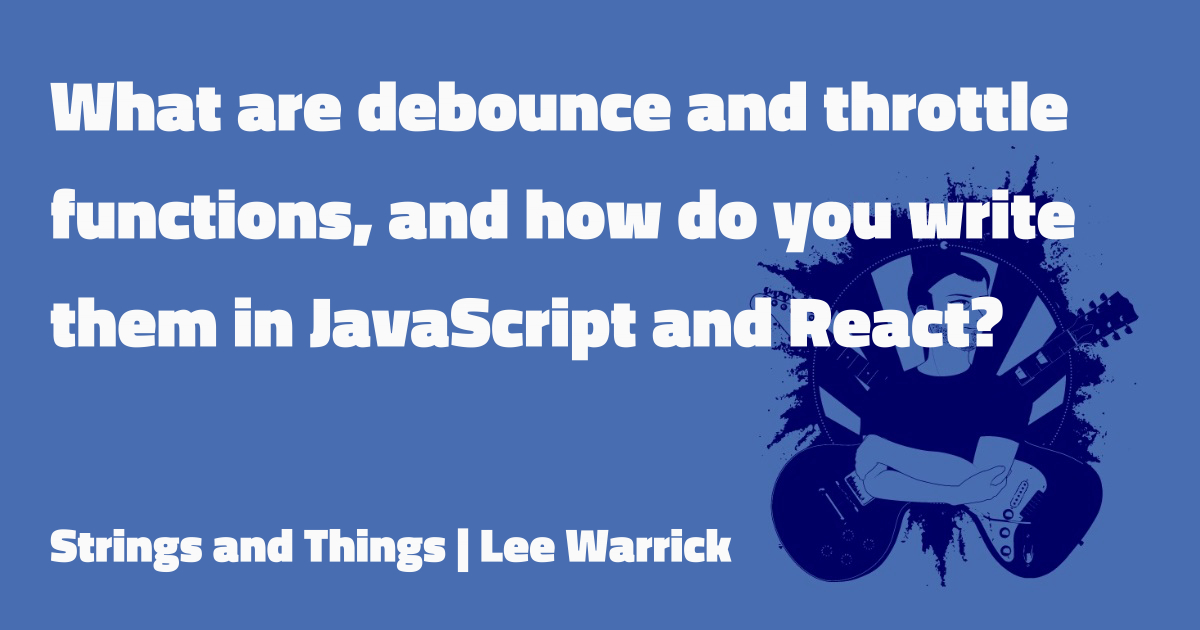 What are debounce and throttle
functions, and how do you write
them in JavaScript and React?
Strings and Things | Lee Warrick